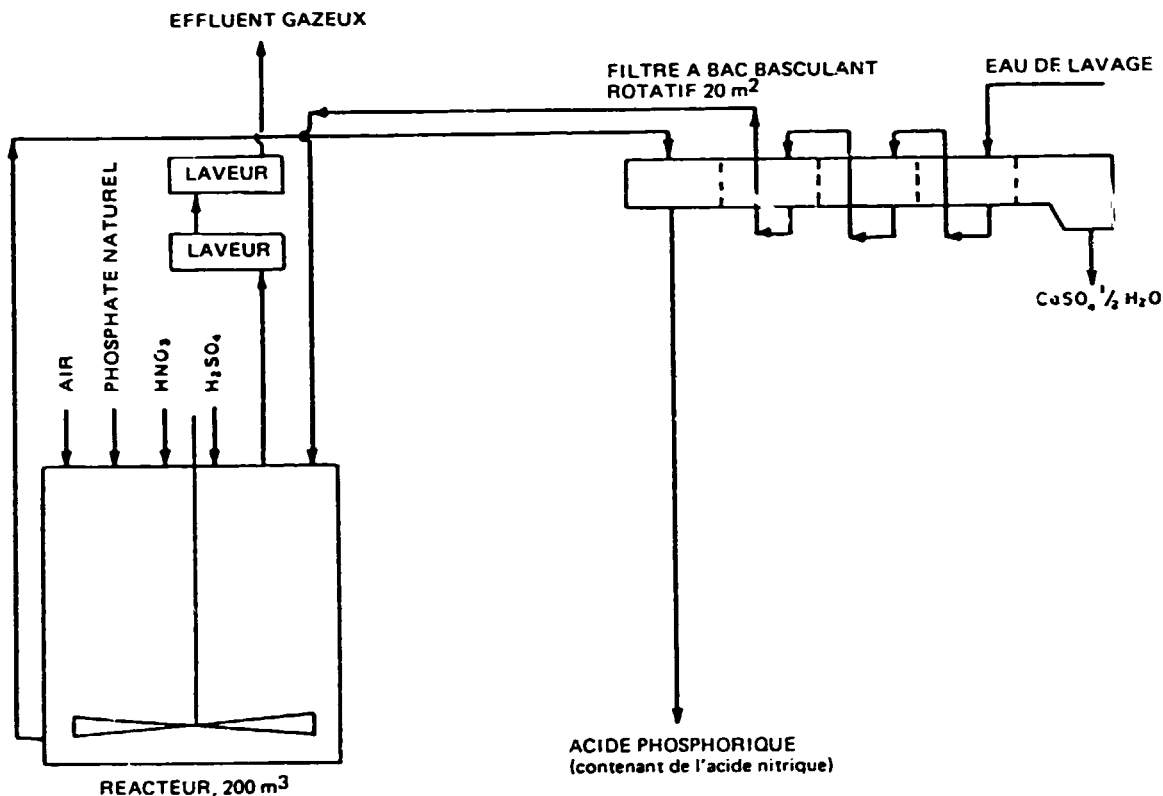 EFFLUENT GAZEUX
FILTRE A BAC BASCULANT
ROTATIF 20 m²
EAU DE LAVAGE
LAVEUR
LAVEUR
CaSO₄ ½ H₂O
AIR
PHOSPHATE NATUREL
HNO₃
H₂SO₄
ACIDE PHOSPHORIQUE
(contenant de l'acide nitrique)
REACTEUR, 200 m³